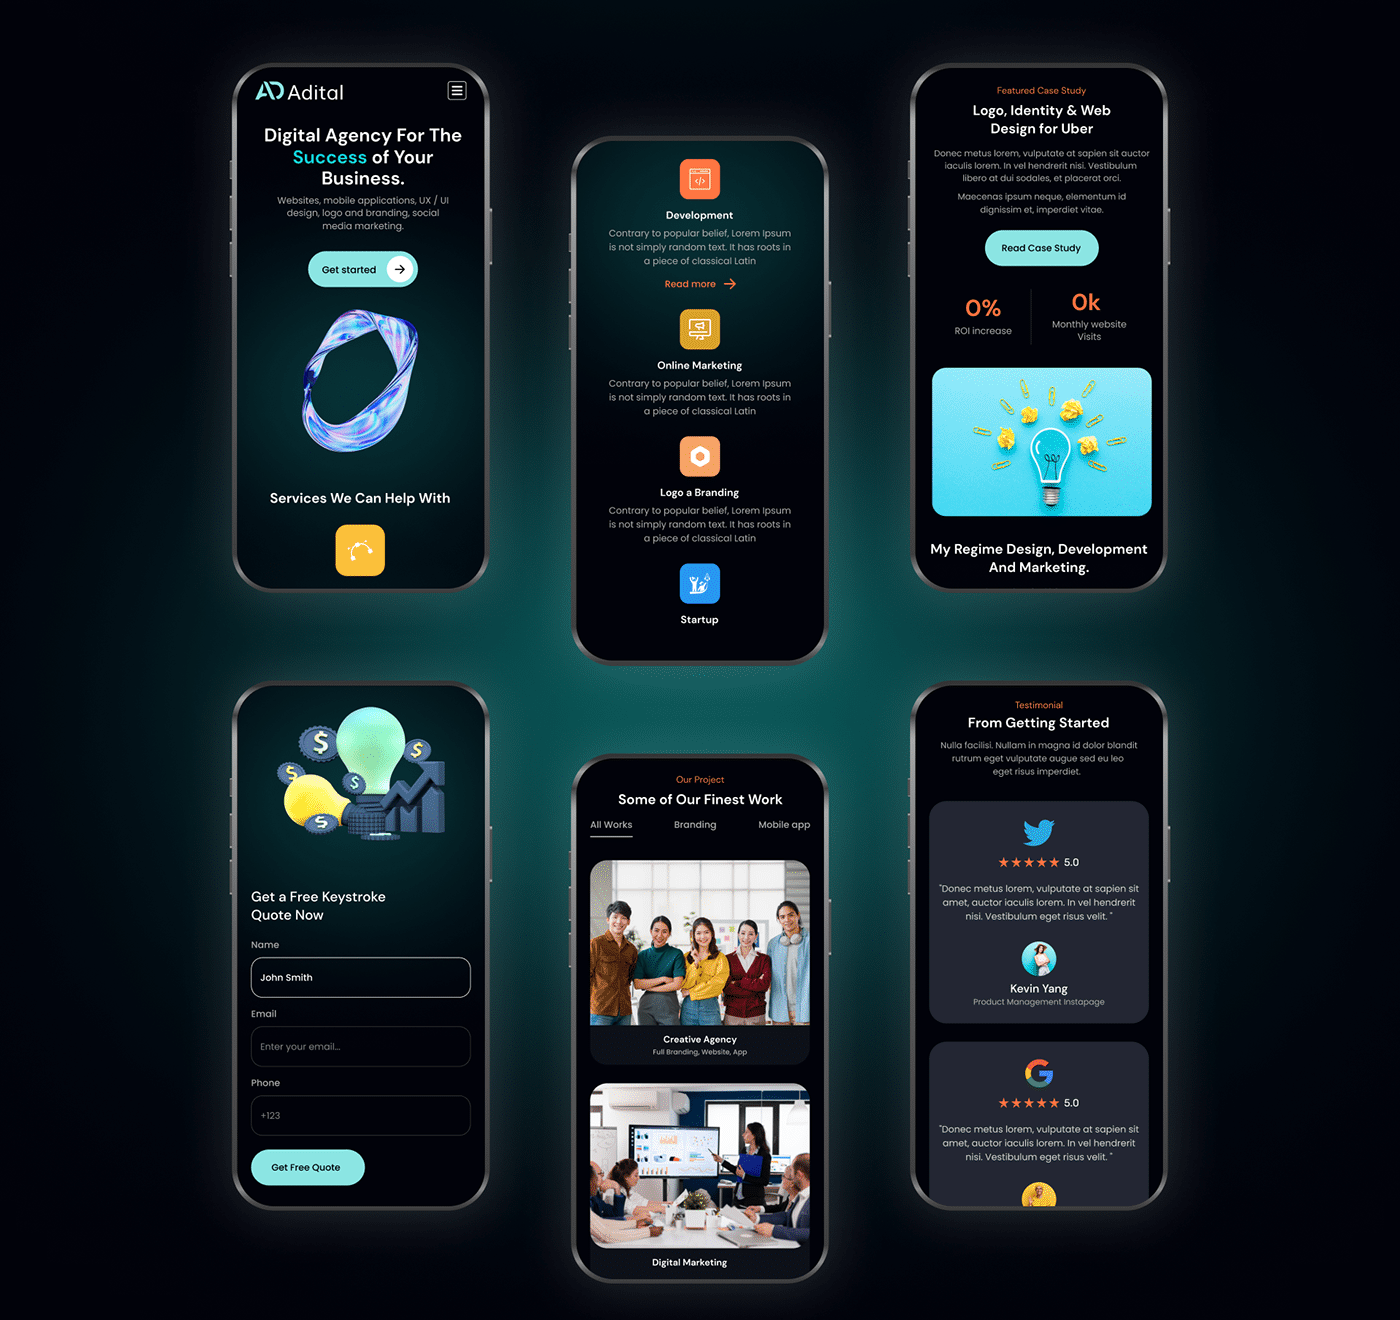 Adital
Digital Agency For The
Success of Your
Business.
Websites, mobile applications, UX / UI
design, logo and branding, social
media marketing.
Get started
Services We Can Help With
Development
Contrary to popular belief, Lorem Ipsum
is not simply random text. It has roots in
a piece of classical Latin
Read more
Online Marketing
Contrary to popular belief, Lorem Ipsum
is not simply random text. It has roots in
a piece of classical Latin
Logo a Branding
Contrary to popular belief, Lorem Ipsum
is not simply random text. It has roots in
a piece of classical Latin
Startup
Featured Case Study
Logo, Identity & Web
Design for Uber
Donec metus lorem, vulputate at sapien sit auctor
iaculis lorem. In vel hendrerit nisi. Vestibulum
libero at dui sodales, et placerat orci.
Maecenas ipsum neque, elementum id
dignissim et, imperdiet vitae.
Read Case Study
0%
ROI increase
0k
Monthly website
Visits
My Regime Design, Development
And Marketing.
Get a Free Keystroke
Quote Now
Name
John Smith
Email
Enter your email...
Phone
+123
Get Free Quote
Our Project
Some of Our Finest Work
All Works
Branding
Mobile app
Creative Agency
Full Branding, Website, App
Digital Marketing
Testimonial
From Getting Started
Nulla facilisi. Nullam in magna id dolor blandit
rutrum eget vulputate augue sed eu leo
eget risus imperdiet.
5.0
"Donec metus lorem, vulputate at sapien sit
amet, auctor iaculis lorem. In vel hendrerit
nisi. Vestibulum eget risus velit. "
Kevin Yang
Product Management Instapage
5.0
"Donec metus lorem, vulputate at sapien sit
amet, auctor iaculis lorem. In vel hendrerit
nisi. Vestibulum eget risus velit. "